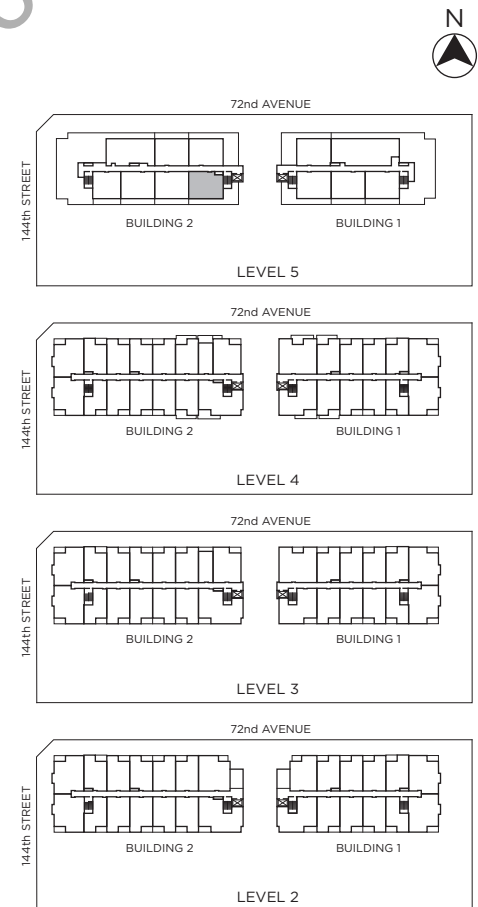 N
72nd AVENUE
144th STREET
BUILDING 2
BUILDING 1
LEVEL 5
72nd AVENUE
144th STREET
BUILDING 2
BUILDING 1
LEVEL 4
72nd AVENUE
144th STREET
BUILDING 2
BUILDING 1
LEVEL 3
72nd AVENUE
144th STREET
BUILDING 2
BUILDING 1
LEVEL 2